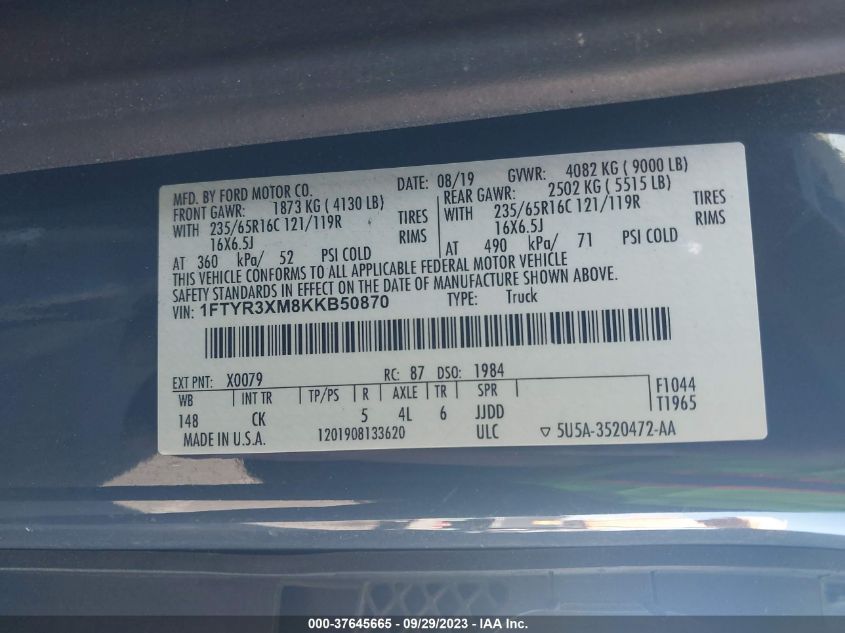 MFD. BY FORD MOTOR CO. DATE: 08/19 GVWR: 4082 KG ( 9000 LB)
FRONT GAWR: 1873 KG ( 4130 LB) REAR GAWR: 2502 KG ( 5515 LB)
WITH 235/65R16C 121/119R TIRES WITH 235/65R16C 121/119R TIRES
16X6.5J RIMS 16X6.5J RIMS
AT 360 kPa/ 52 PSI COLD AT 490 kPa/ 71 PSI COLD
THIS VEHICLE CONFORMS TO ALL APPLICABLE FEDERAL MOTOR VEHICLE
SAFETY STANDARDS IN EFFECT ON THE DATE OF MANUFACTURE SHOWN ABOVE.
VIN: 1FTYR3XM8KKB50870 TYPE: Truck
EXT PNT: X0079 RC: 87 DSO: 1984
WB INT TR TP/PS R AXLE TR SPR F1044
148 CK 5 4L 6 JJDD T1965
MADE IN U.S.A. 1201908133620 ULC ▽ 5U5A-3520472-AA
000-37645665 - 09/29/2023 - © IAA, Inc.